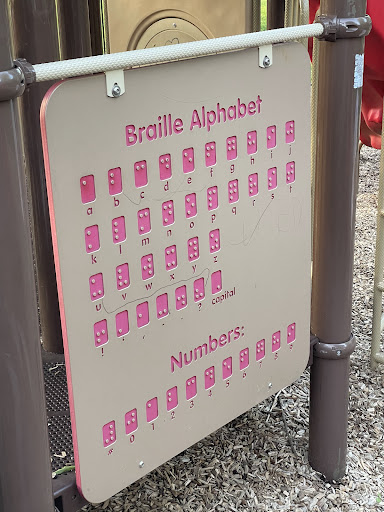 Braille Alphabet
a b c d e f g h i j
k l m n o p q r s t
u v w x y z
! ' , - . ? capital
Numbers:
# 0 1 2 3 4 5 6 7 8 9